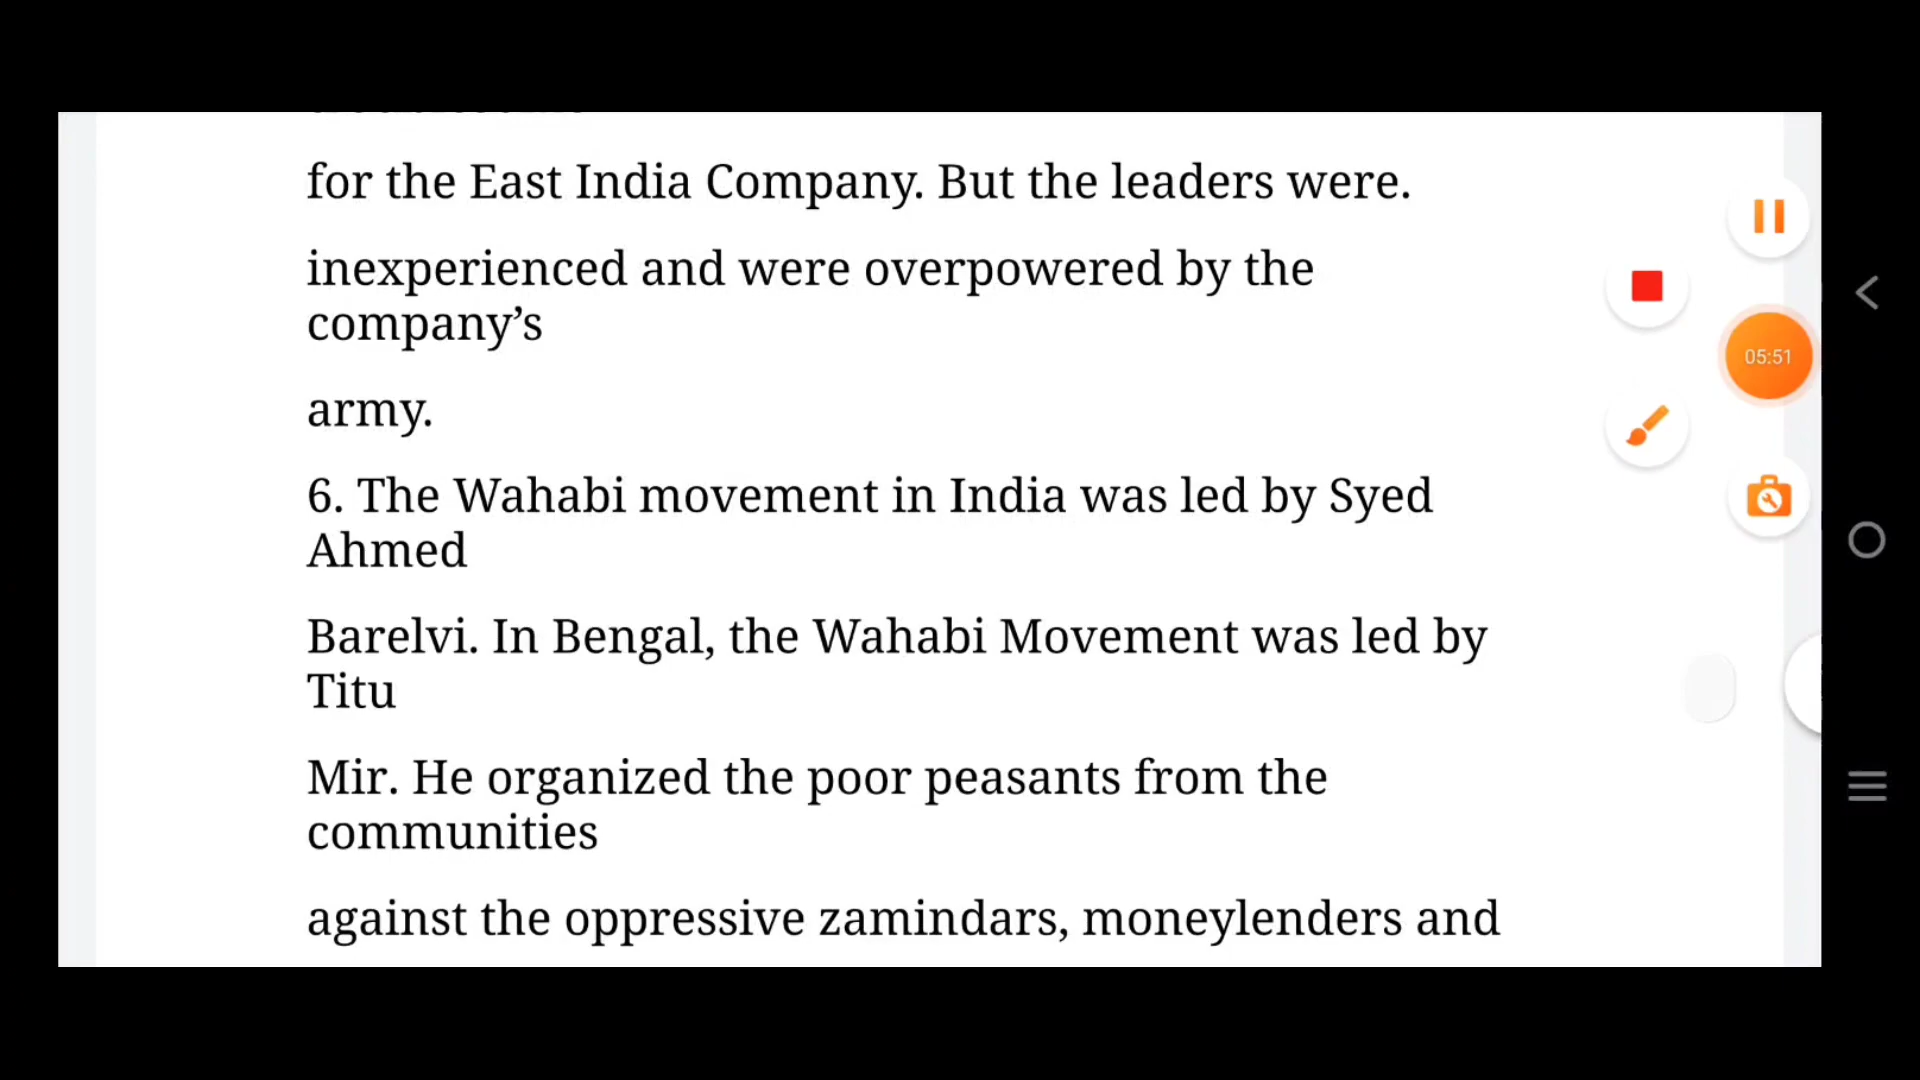 for the East India Company. But the leaders were.
inexperienced and were overpowered by the
company’s
army.
6. The Wahabi movement in India was led by Syed
Ahmed
Barelvi. In Bengal, the Wahabi Movement was led by
Titu
Mir. He organized the poor peasants from the
communities
against the oppressive zamindars, moneylenders and
05:51